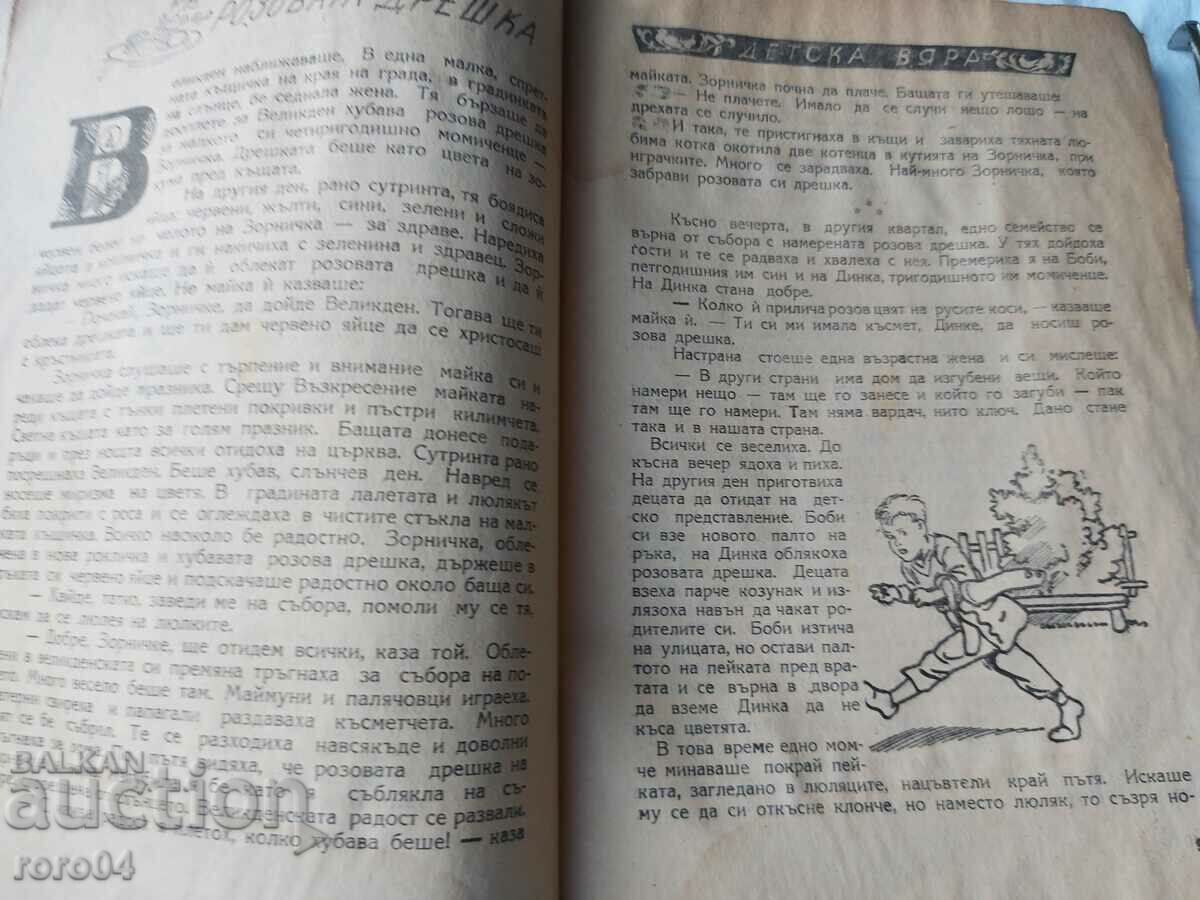 РОЗОВАТА ДРЕШКА
В
еликден наближаваше. В една малка, спрет-
ната къщичка на края на града, в градинката
на слънце, бе седнала жена. Тя бързаше да
за Великден хубава розова дрешка
за малкото си четиригодишно момиченце —
Зорничка. Дрешката беше като цвета на зо-
пред къщата.
На другия ден, рано сутринта, тя боядиса
яйца: червени, жълти, сини, зелени и сложи
червен белег на челото на Зорничка — за здраве. Наредиха
яйцата в и ги накичиха с зеленина и здравец. Зор-
ничка много искаше да ѝ облекат розовата дрешка и да ѝ
дадат червено яйце. Но майка ѝ казваше:
— Почакай, Зорничке, да дойде Великден. Тогава ще ти
облека дрешката и ще ти дам червено яйце да се христосаш
с кръстницата.
Зорничка слушаше с търпение и внимание майка си и
чакаше да дойде празника. Срещу Възкресение майката на-
реди къщата с тънки плетени покривки и пъстри килимчета.
Светна къщата като за голям празник. Бащата донесе пода-
ръци и през нощта всички отидоха на църква. Сутринта рано
посрещнаха Великден. Беше хубав, слънчев ден. Навред се
носеше миризма на цветя. В градината лалетата и люлякът
бяха покрити с роса и се оглеждаха в чистите стъкла на мал-
ката къщичка. Всичко наоколо бе радостно. Зорничка, обле-
чена в нова рокличка и хубавата розова дрешка, държеше в
ръката си червено яйце и подскачаше радостно около баща си.
— Хайде, татко, заведи ме на събора, помоли му се тя,
искам да се люлея на люлките.
— Добре, Зорничке, ще отидем всички, каза той. Обле-
чени в великденската си премяна тръгнаха за събора на по-
лето. Много весело беше там. Маймуни и палячовци играеха,
латерни свиреха и папагали раздаваха късметчета. Много
свят се бе събрал. Те се разходиха навсякъде и доволни
тръгнаха за дома. По пътя видяха, че розовата дрешка на
бе съблякла на съ-
Великденската радост се развали.
колко хубава беше! — каза
ДЕТСКА ВЯРА
майката. Зорничка почна да плаче. Бащата ги утешаваше:
— Не плачете. Имало да се случи нещо лошо — на
дрехата се случило.
И така, те пристигнаха в къщи и завариха тяхната лю-
бима котка окотила две котенца в кутията на Зорничка, при
играчките. Много се зарадваха. Най-много Зорничка, която
забрави розовата си дрешка.
* * *
Късно вечерта, в другия квартал, едно семейство се
върна от събора с намерената розова дрешка. У тях дойдоха
гости и те се радваха и хвалеха с нея. Премериха я на Боби,
петгодишния им син и на Динка, тригодишното им момиченце.
На Динка стана добре.
— Колко ѝ прилича розов цвят на русите коси, — казваше
майка ѝ. — Ти си ми имала късмет, Динке, да носиш ро-
зова дрешка.
Настрана стоеше една възрастна жена и си мислеше:
— В други страни има дом да изгубени вещи. Който
намери нещо — там ще го занесе и който го загуби — пак
там ще го намери. Там няма вардач, нито ключ. Дано стане
така и в нашата страна.
Всички се веселиха. До
късна вечер ядоха и пиха.
На другия ден приготвиха
децата да отидат на дет-
ско представление. Боби
си взе новото палто на
ръка, на Динка облякоха
розовата дрешка. Децата
взеха парче козунак и из-
лязоха навън да чакат ро-
дителите си. Боби изтича
на улицата, но остави пал-
тото на пейката пред вра-
тата и се върна в двора
да вземе Динка да не
къса цветята.
В това време едно мом-
че минаваше покрай пей-
ката, загледано в люляците, нацъвтели край пътя. Искаше
му се да си откъсне клонче, но наместо люляк, то съзря но-
BALKAN
auction
roro04